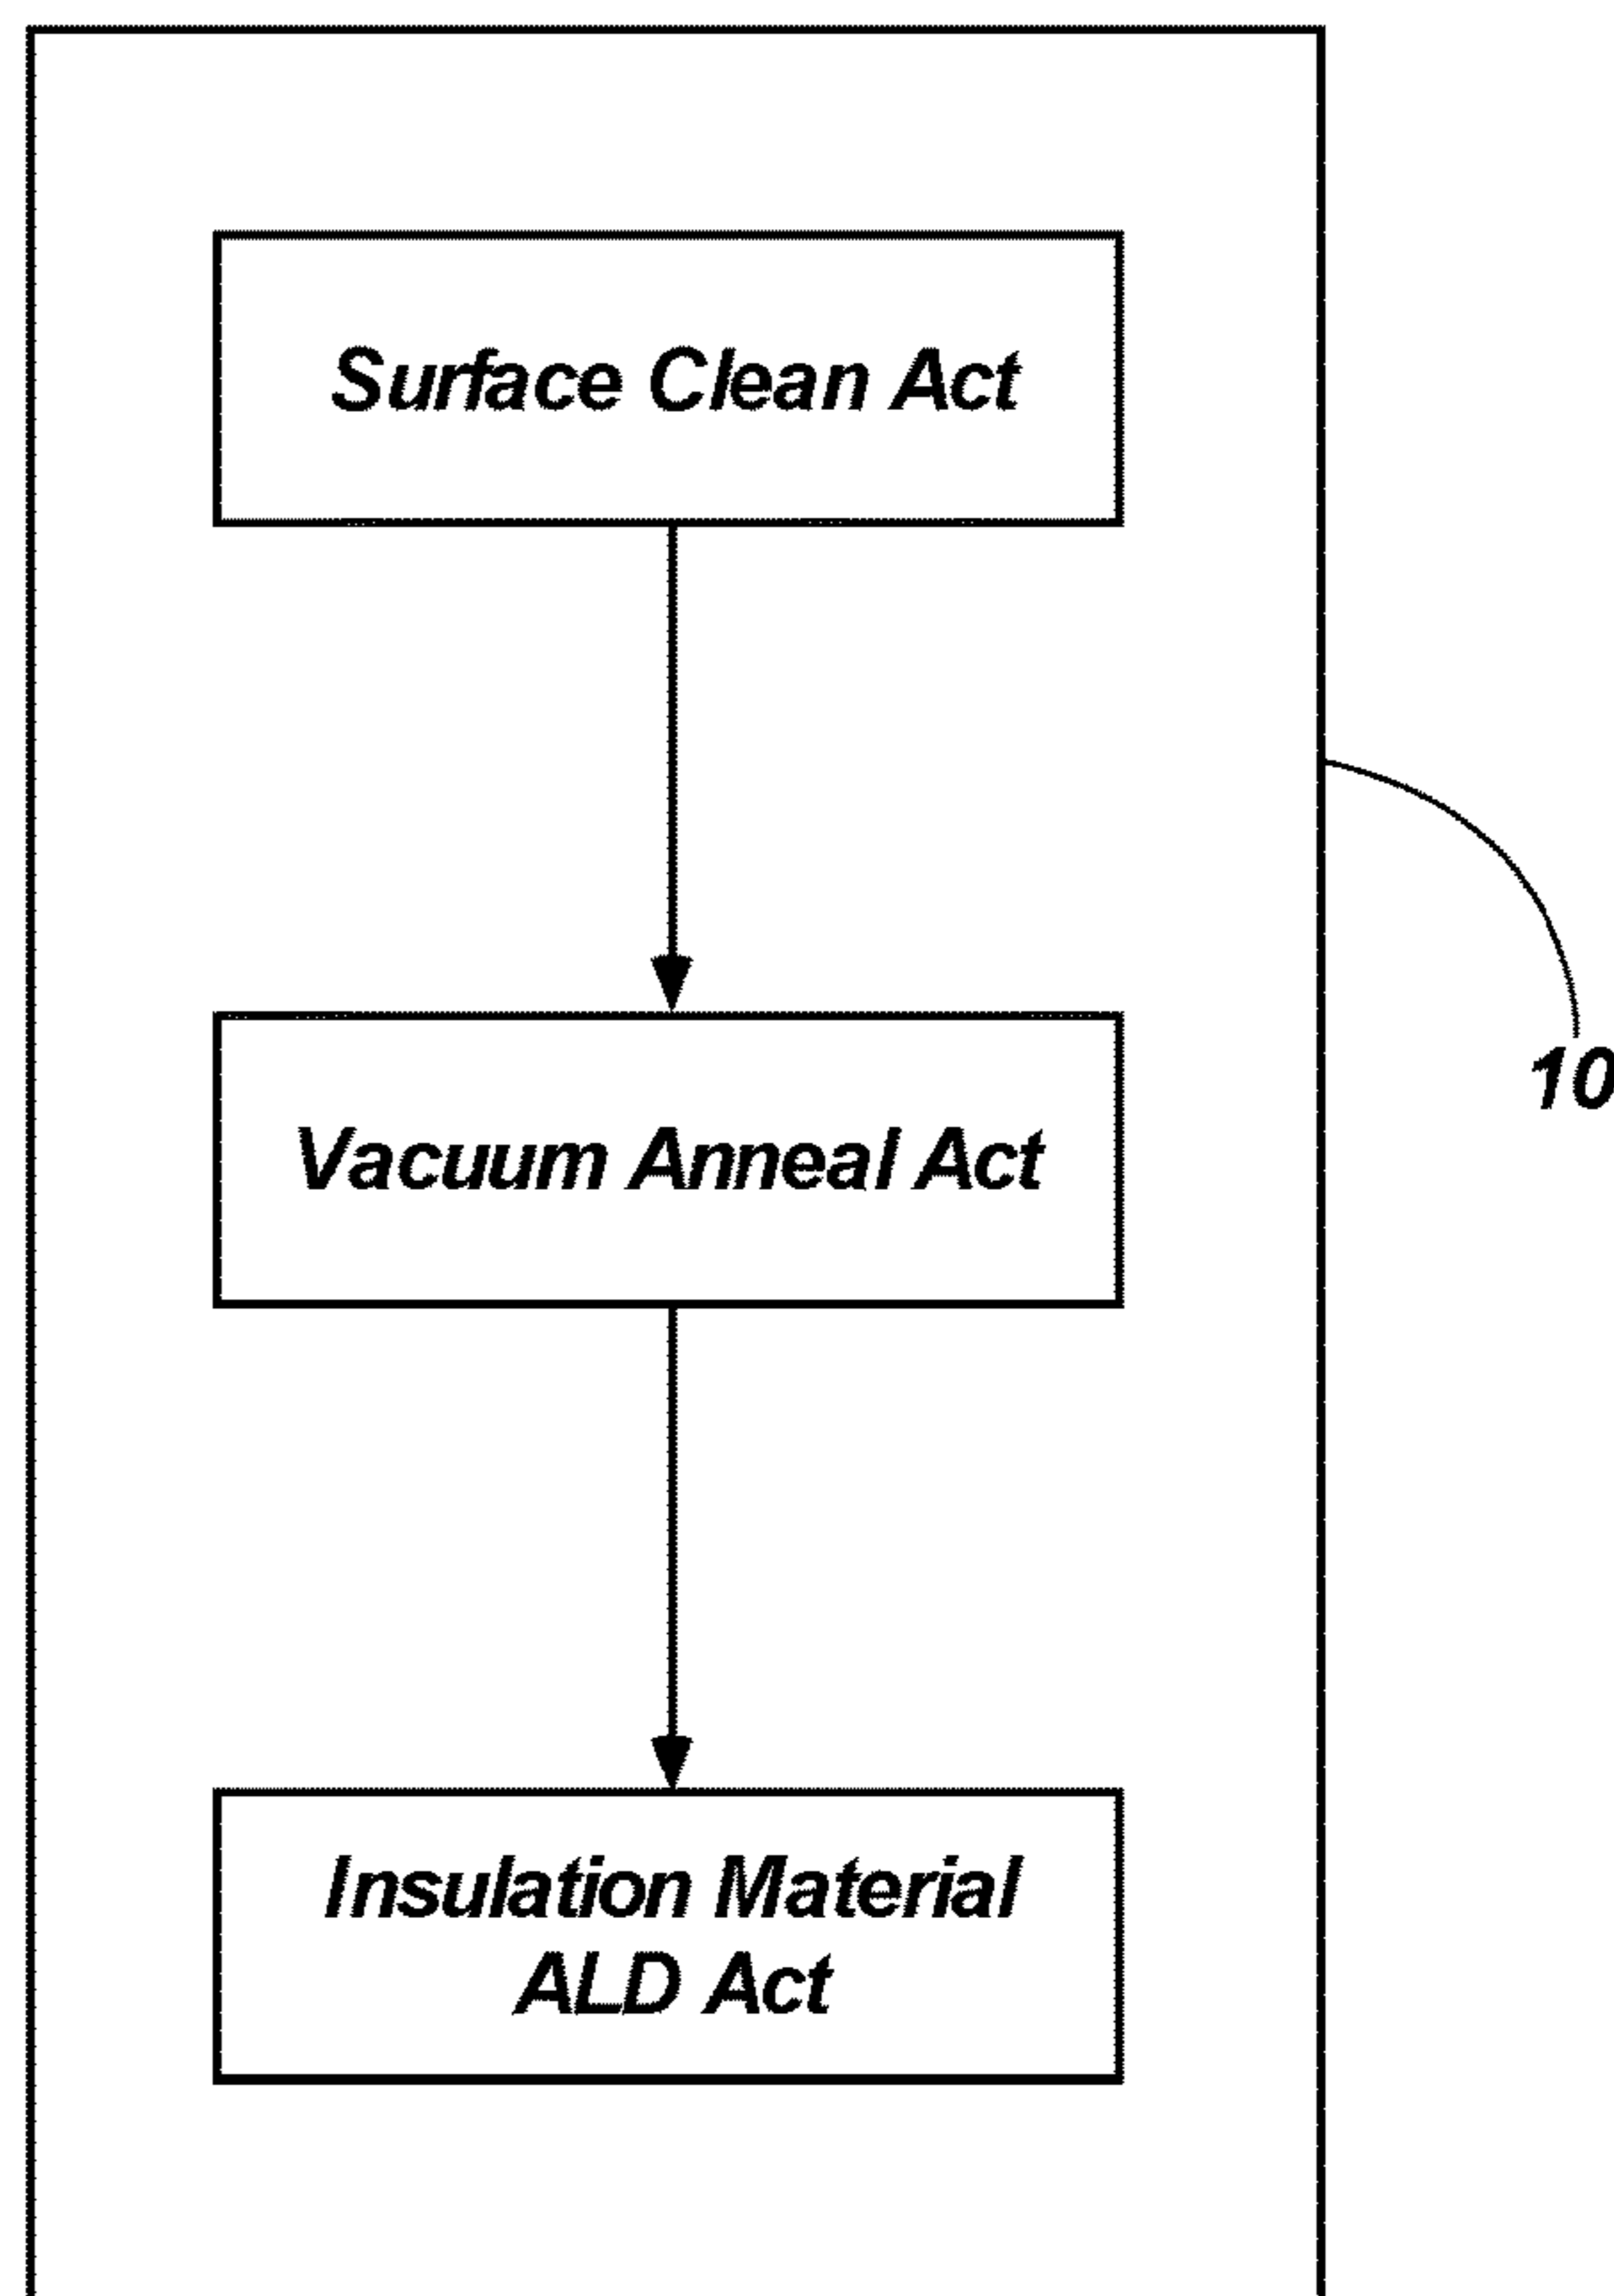 Surface Clean Act
Vacuum Anneal Act
10
Insulation Material
ALD Act